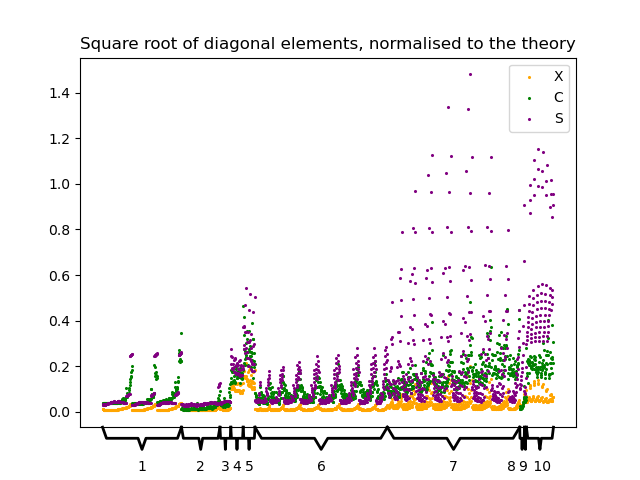 Square root of diagonal elements, normalised to the theory
X
C
S
1.4
1.2
1.0
0.8
0.6
0.4
0.2
0.0
1 2 3 4 5 6 7 8 9 10